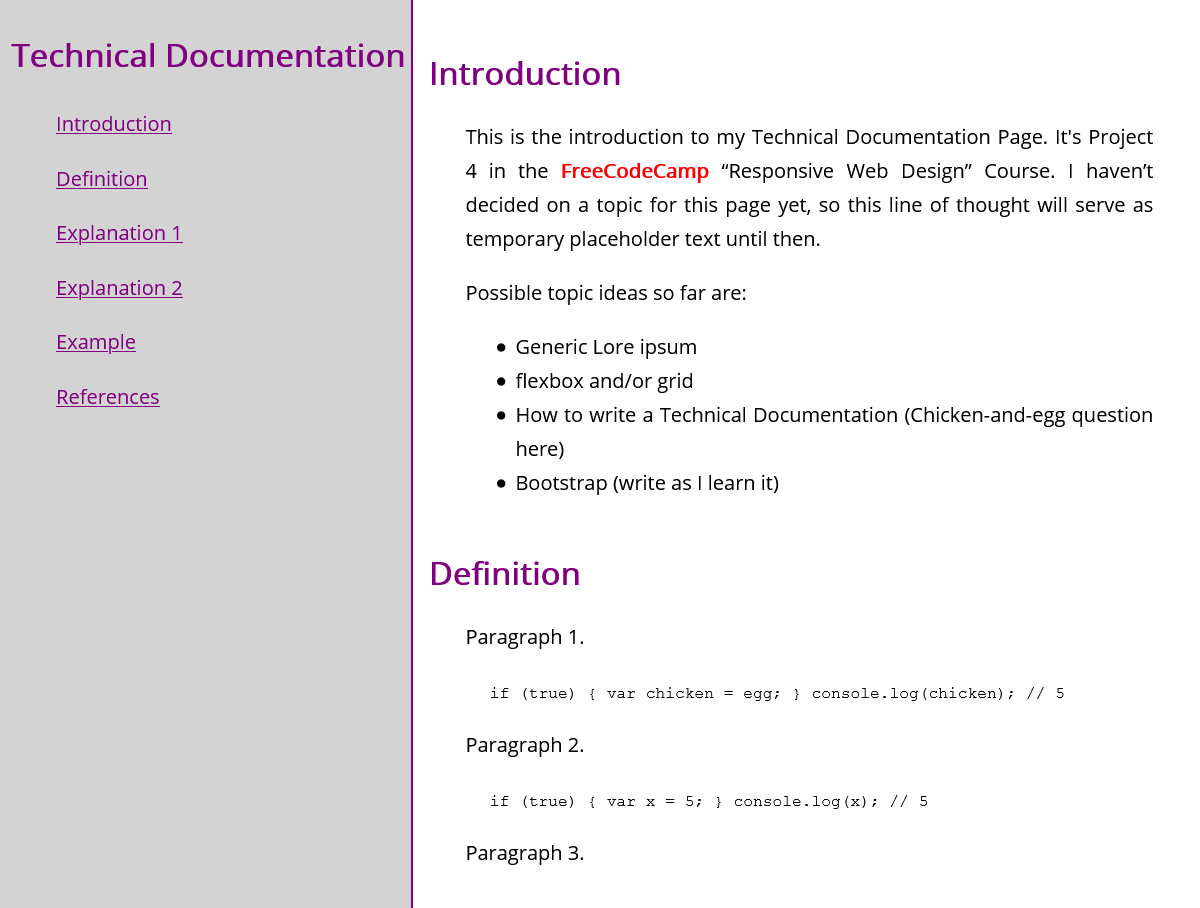 Technical Documentation
Introduction
Definition
Explanation 1
Explanation 2
Example
References
Introduction
This is the introduction to my Technical Documentation Page. It's Project
4 in the FreeCodeCamp “Responsive Web Design” Course. I haven’t
decided on a topic for this page yet, so this line of thought will serve as
temporary placeholder text until then.
Possible topic ideas so far are:
● Generic Lore ipsum
● flexbox and/or grid
● How to write a Technical Documentation (Chicken-and-egg question
here)
● Bootstrap (write as I learn it)
Definition
Paragraph 1.
if (true) { var chicken = egg; } console.log(chicken); // 5
Paragraph 2.
if (true) { var x = 5; } console.log(x); // 5
Paragraph 3.